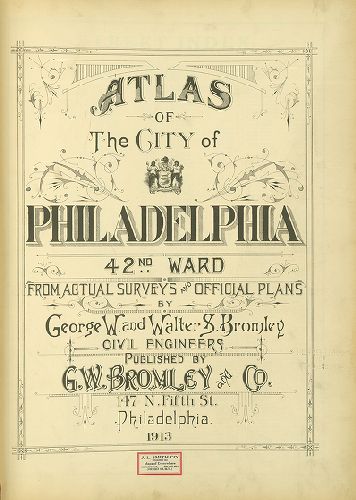 ATLAS
OF
The CITY of
PHILADELPHIA
42ND. WARD
FROM ACTUAL SURVEYS AND OFFICIAL PLANS
BY
George W. and Walter S. Bromley
CIVIL ENGINEERS
PUBLISHED BY
G.W. BROMLEY AND CO.
147 N. Fifth St.
Philadelphia.
1913